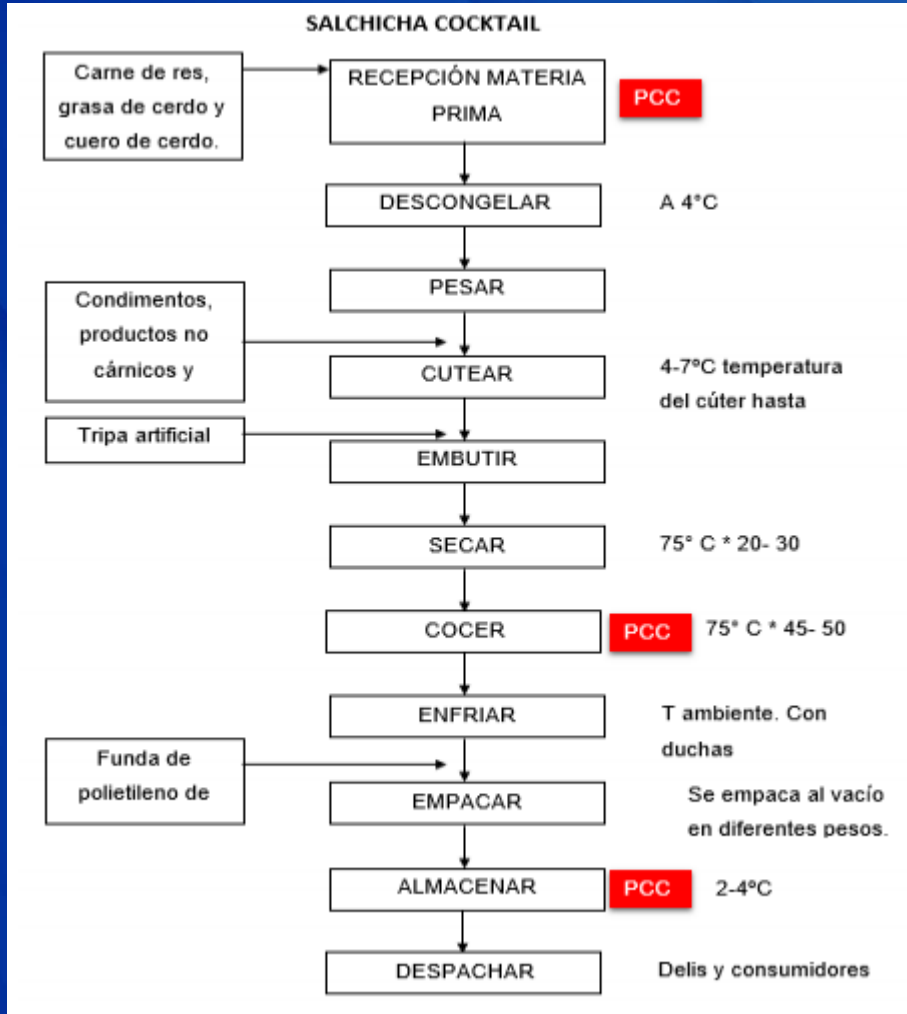 SALCHICHA COCKTAIL
Carne de res,
grasa de cerdo y
cuero de cerdo.
RECEPCIÓN MATERIA
PRIMA
PCC
DESCONGELAR
A 4°C
PESAR
Condimentos,
productos no
cárnicos y
CUTEAR
4-7ºC temperatura
del cúter hasta
Tripa artificial
EMBUTIR
SECAR
75° C * 20- 30
COCER
PCC
75° C * 45- 50
ENFRIAR
T ambiente. Con
duchas
Funda de
polietileno de
EMPACAR
Se empaca al vacío
en diferentes pesos.
ALMACENAR
PCC
2-4ºC
DESPACHAR
Delis y consumidores